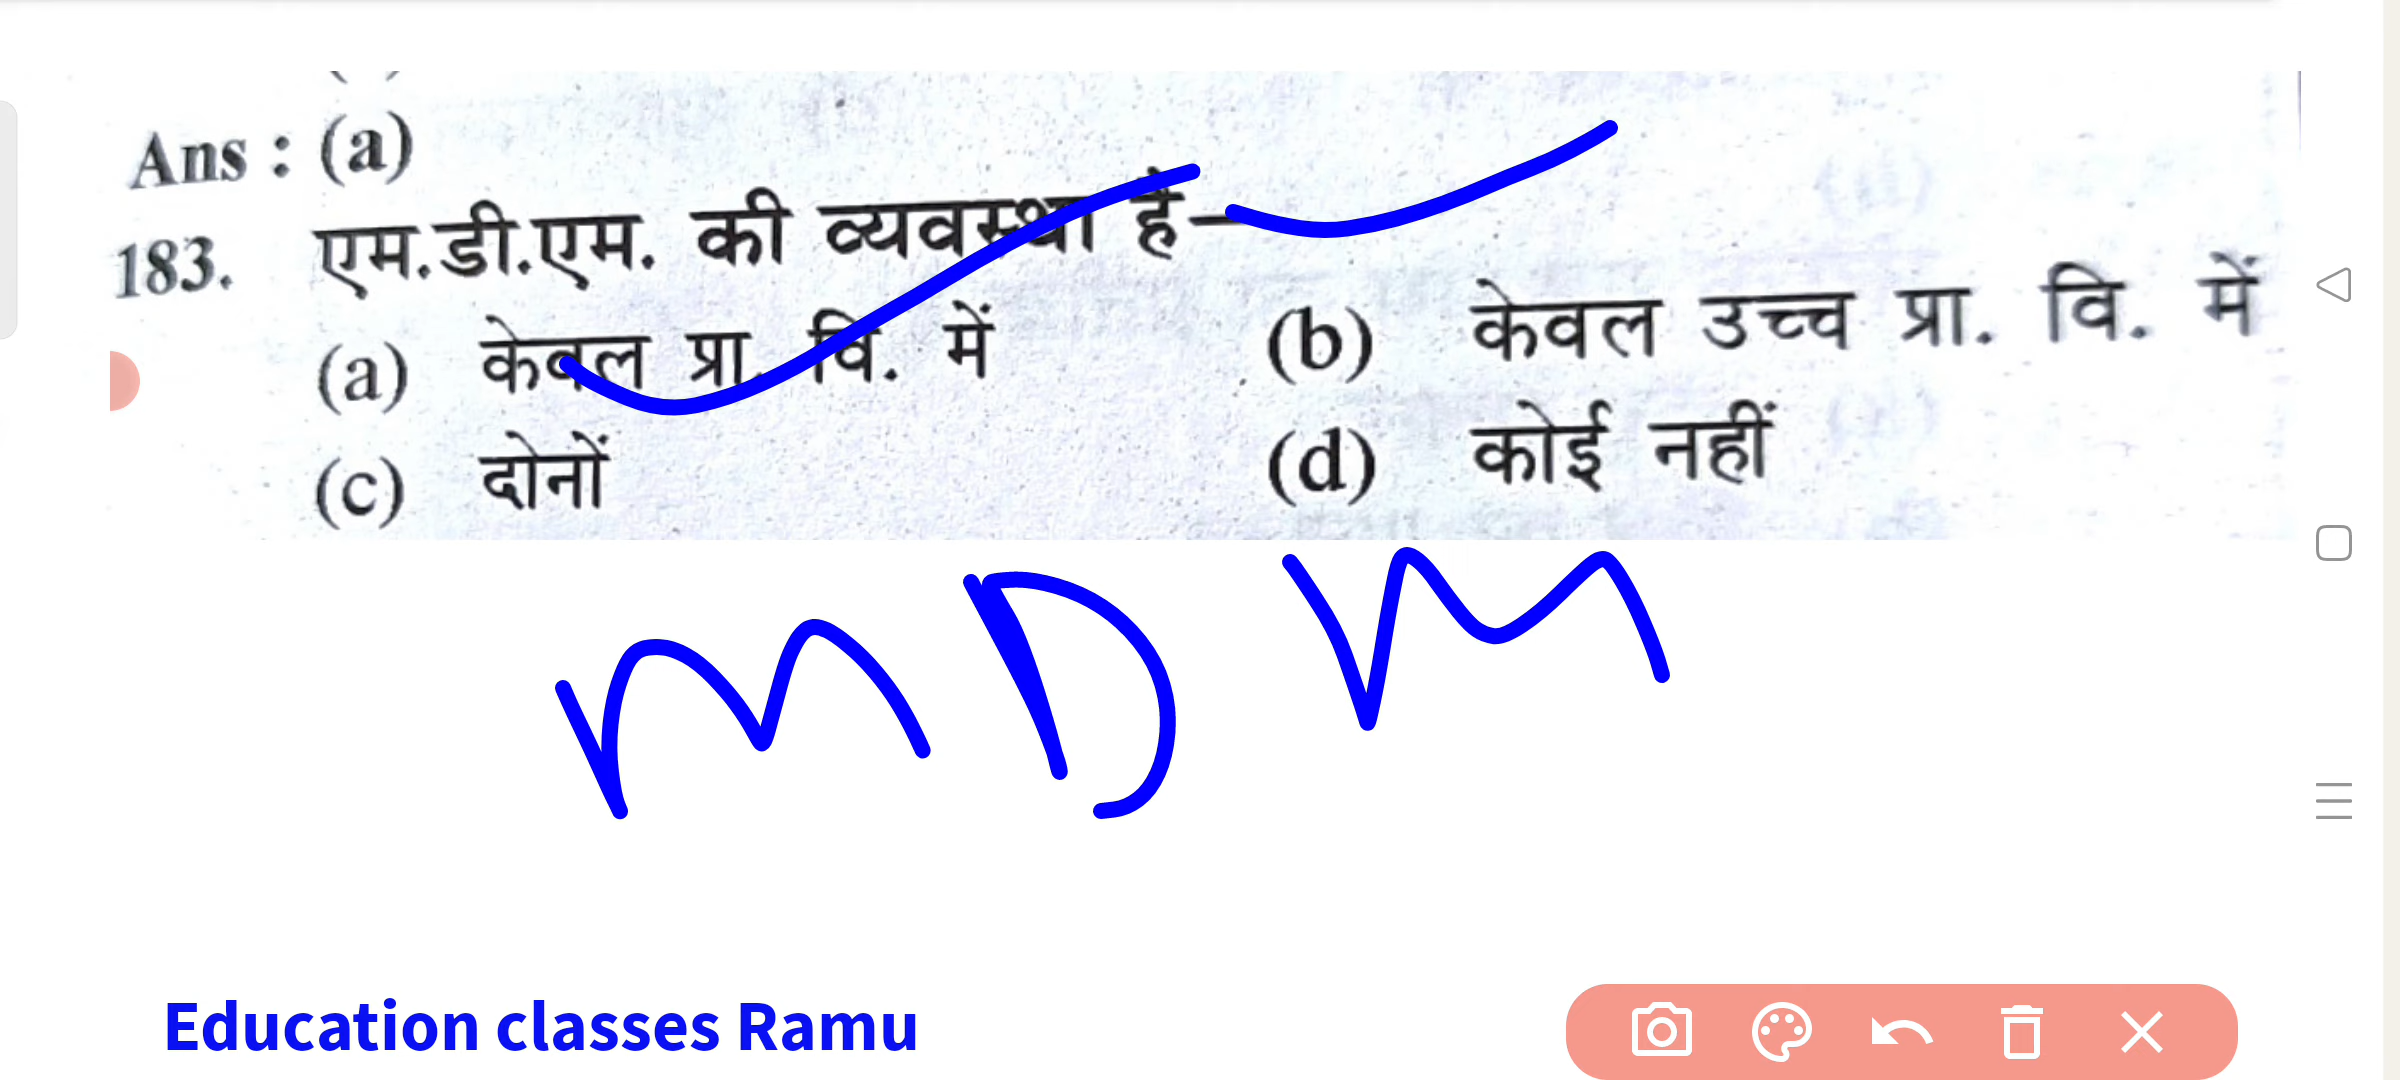 Ans : (a)
183. एम.डी.एम. की व्यवस्था है–
(a) केवल प्रा. वि. में (b) केवल उच्च प्रा. वि. में
(c) दोनों (d) कोई नहीं
MDM
Education classes Ramu